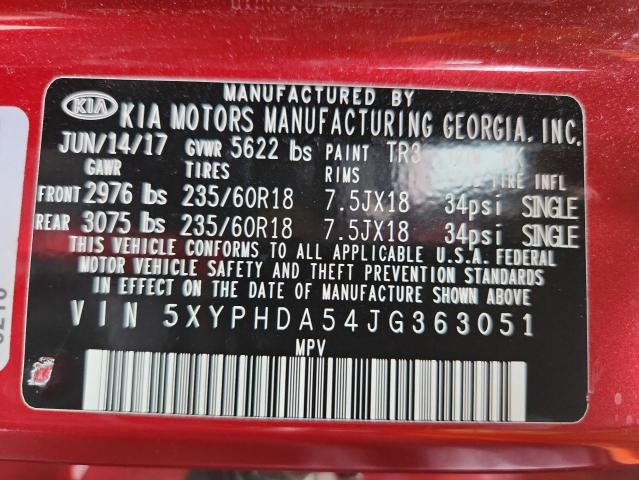 MANUFACTURED BY
KIA KIA MOTORS MANUFACTURING GEORGIA, INC.
JUN/14/17 GVWR 5622 lbs PAINT TR3
GAWR TIRES RIMS TIRE INFL
FRONT 2976 lbs 235/60R18 7.5JX18 34psi SINGLE
REAR 3075 lbs 235/60R18 7.5JX18 34psi SINGLE
THIS VEHICLE CONFORMS TO ALL APPLICABLE U.S.A. FEDERAL
MOTOR VEHICLE SAFETY AND THEFT PREVENTION STANDARDS
IN EFFECT ON THE DATE OF MANUFACTURE SHOWN ABOVE.
VIN 5XYPHDA54JG363051
MPV